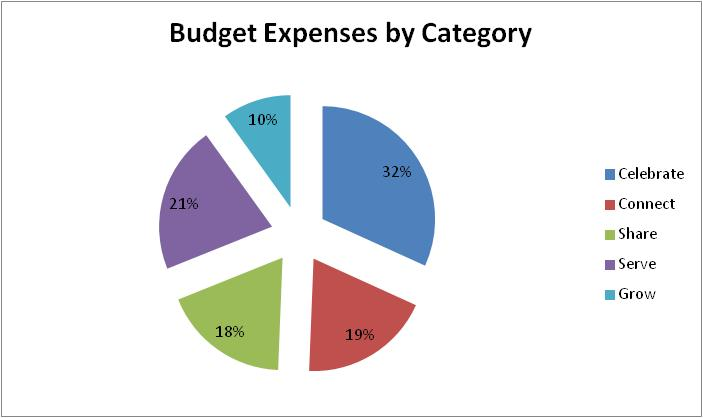 Budget Expenses by Category
10%
32%
21%
18%
19%
Celebrate
Connect
Share
Serve
Grow